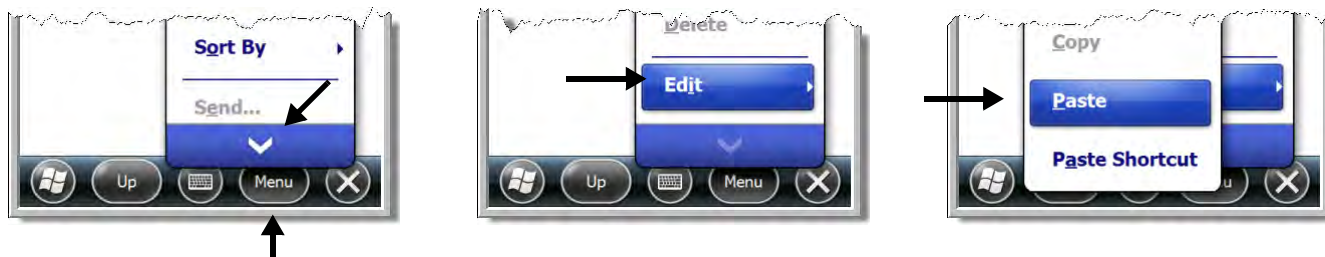 Sort By
Send...
Up
Menu
Delete
Edit
Up
Menu
Copy
Paste
Paste Shortcut
u